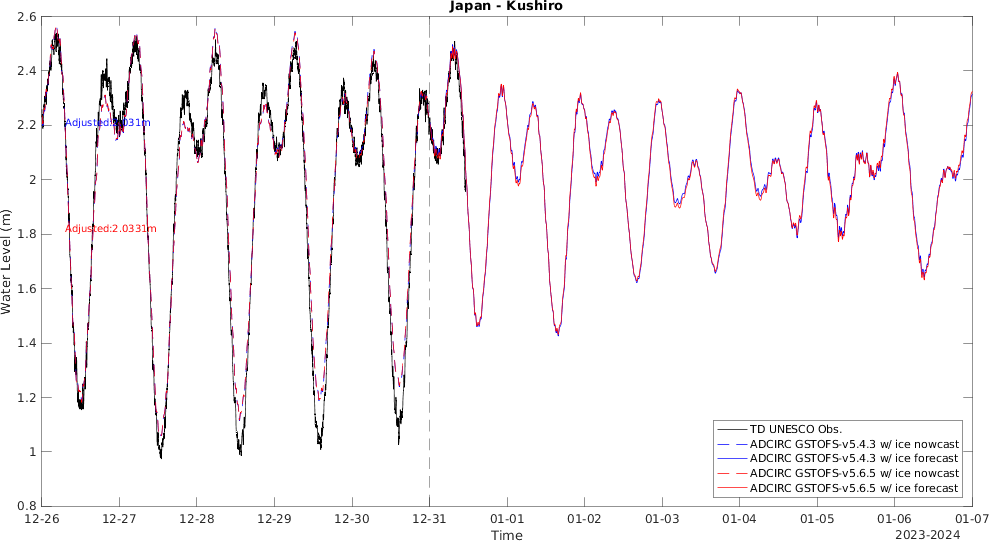 Japan - Kushiro
Water Level (m)
2.6
2.4
2.2
2
1.8
1.6
1.4
1.2
1
0.8
Adjusted:2.031m
Adjusted:2.0331m
TD UNESCO Obs.
ADCIRC GSTOFS-v5.4.3 w/ ice nowcast
ADCIRC GSTOFS-v5.4.3 w/ ice forecast
ADCIRC GSTOFS-v5.6.5 w/ ice nowcast
ADCIRC GSTOFS-v5.6.5 w/ ice forecast
12-26 12-27 12-28 12-29 12-30 12-31 01-01 01-02 01-03 01-04 01-05 01-06 01-07
Time
2023-2024